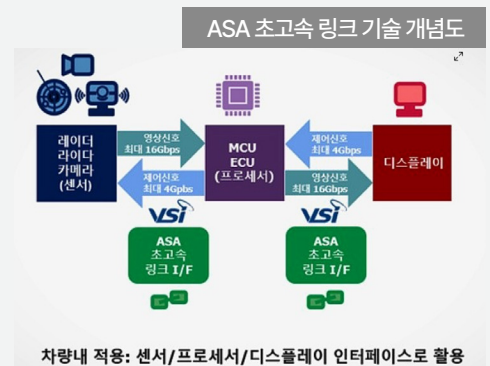 ASA 초고속 링크 기술 개념도
레이더
라이다
카메라
(센서)
영상신호
최대 16Gbps
제어신호
최대 4Gpbs
MCU
ECU
(프로세서)
제어신호
최대 4Gbps
영상신호
최대 16Gbps
디스플레이
VSI
ASA
초고속
링크 I/F
VSI
ASA
초고속
링크 I/F
차량내 적용: 센서/프로세서/디스플레이 인터페이스로 활용